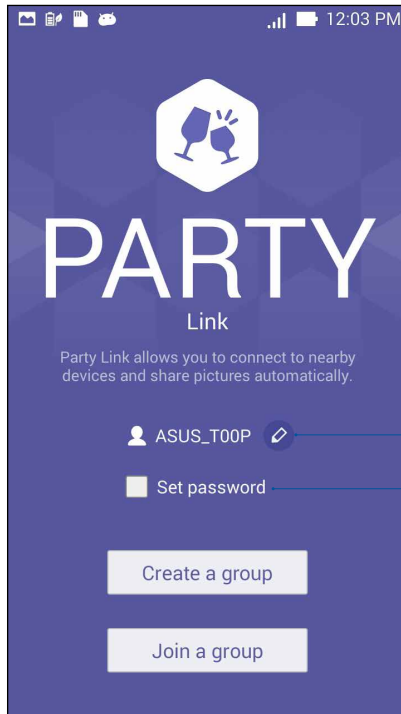 12:03 PM
PARTY
Link
Party Link allows you to connect to nearby
devices and share pictures automatically.
ASUS_T00P
Set password
Create a group
Join a group